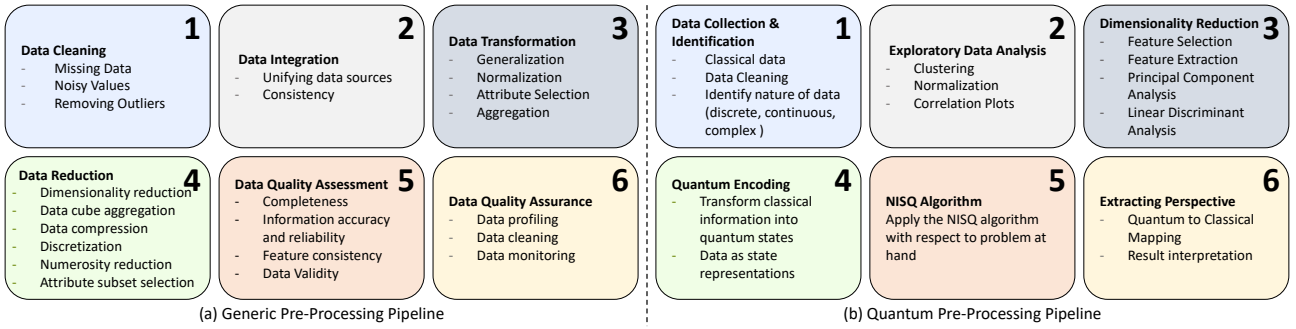 1
Data Cleaning
- Missing Data
- Noisy Values
- Removing Outliers
2
Data Integration
- Unifying data sources
- Consistency
3
Data Transformation
- Generalization
- Normalization
- Attribute Selection
- Aggregation
4
Data Reduction
- Dimensionality reduction
- Data cube aggregation
- Data compression
- Discretization
- Numerosity reduction
- Attribute subset selection
5
Data Quality Assessment
- Completeness
- Information accuracy
and reliability
- Feature consistency
- Data Validity
6
Data Quality Assurance
- Data profiling
- Data cleaning
- Data monitoring
(a) Generic Pre-Processing Pipeline
1
Data Collection &
Identification
- Classical data
- Data Cleaning
- Identify nature of data
(discrete, continuous,
complex )
2
Exploratory Data Analysis
- Clustering
- Normalization
- Correlation Plots
3
Dimensionality Reduction
- Feature Selection
- Feature Extraction
- Principal Component
Analysis
- Linear Discriminant
Analysis
4
Quantum Encoding
- Transform classical
information into
quantum states
- Data as state
representations
5
NISQ Algorithm
Apply the NISQ algorithm
with respect to problem at
hand
6
Extracting Perspective
- Quantum to Classical
Mapping
- Result interpretation
(b) Quantum Pre-Processing Pipeline